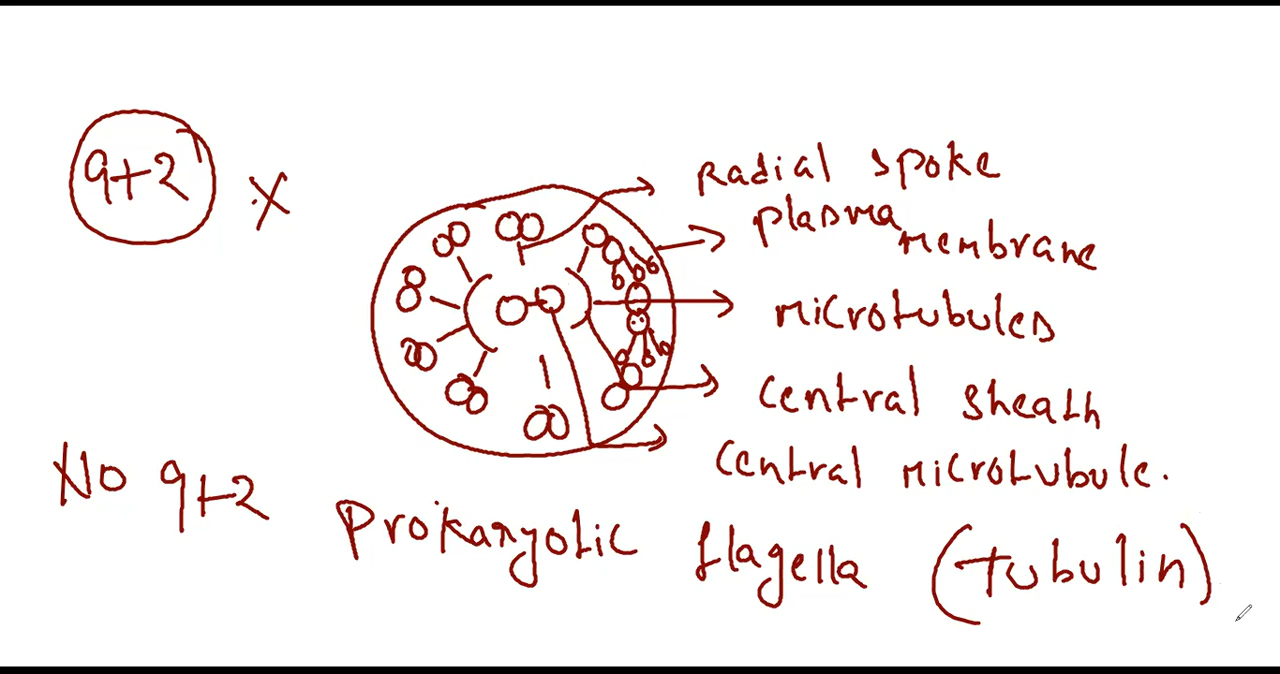 9+2 X
Radial spoke
plasma membrane
microtubules
central sheath
central microtubule.
No 9+2
Prokaryotic flagella (tubulin)